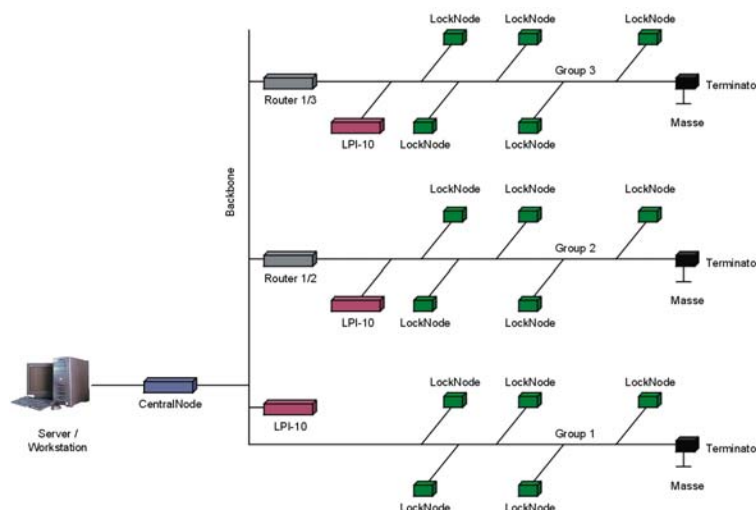 LockNode LockNode LockNode
Group 3
Router 1/3
Terminato
LPI-10 LockNode LockNode
Masse
Backbone
LockNode LockNode LockNode
Group 2
Router 1/2
Terminato
LPI-10 LockNode LockNode
Masse
LockNode LockNode LockNode
CentralNode
LPI-10
Group 1
Server /
Workstation
Terminato
LockNode LockNode
Masse